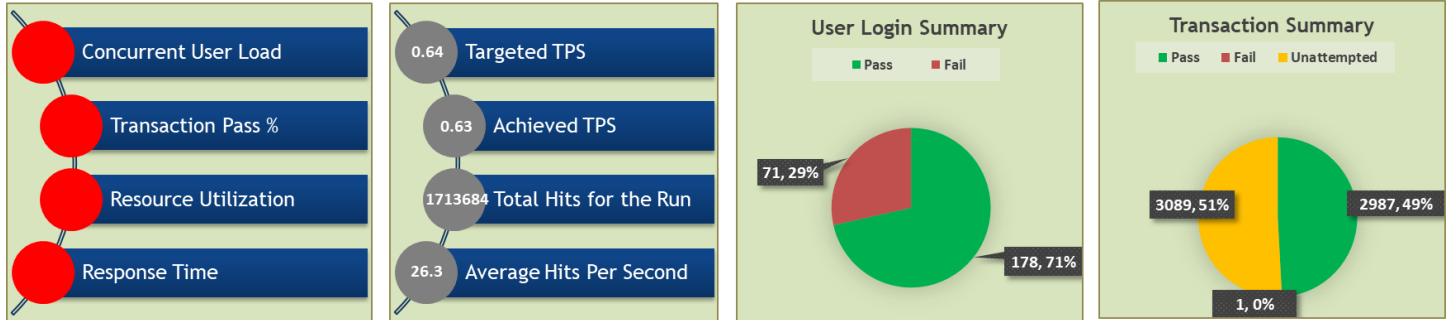 Concurrent User Load
Transaction Pass %
Resource Utilization
Response Time
0.64 Targeted TPS
0.63 Achieved TPS
1713684 Total Hits for the Run
26.3 Average Hits Per Second
User Login Summary
Pass Fail
71, 29%
178, 71%
Transaction Summary
Pass Fail Unattempted
3089, 51%
2987, 49%
1, 0%